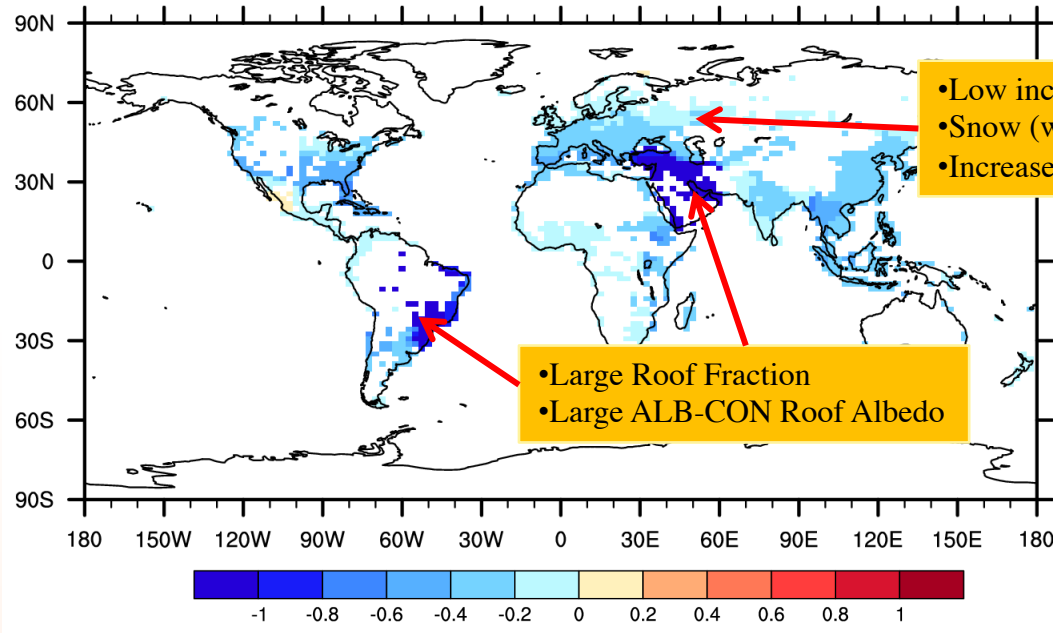 90N
60N
•Low
•Snow
•Increase
30N
0
30S
•Large Roof Fraction
•Large ALB-CON Roof Albedo
60S
90S
180 150W 120W 90W 60W 30W 0 30E 60E 90E 120E 150E 180
-1 -0.8 -0.6 -0.4 -0.2 0 0.2 0.4 0.6 0.8 1